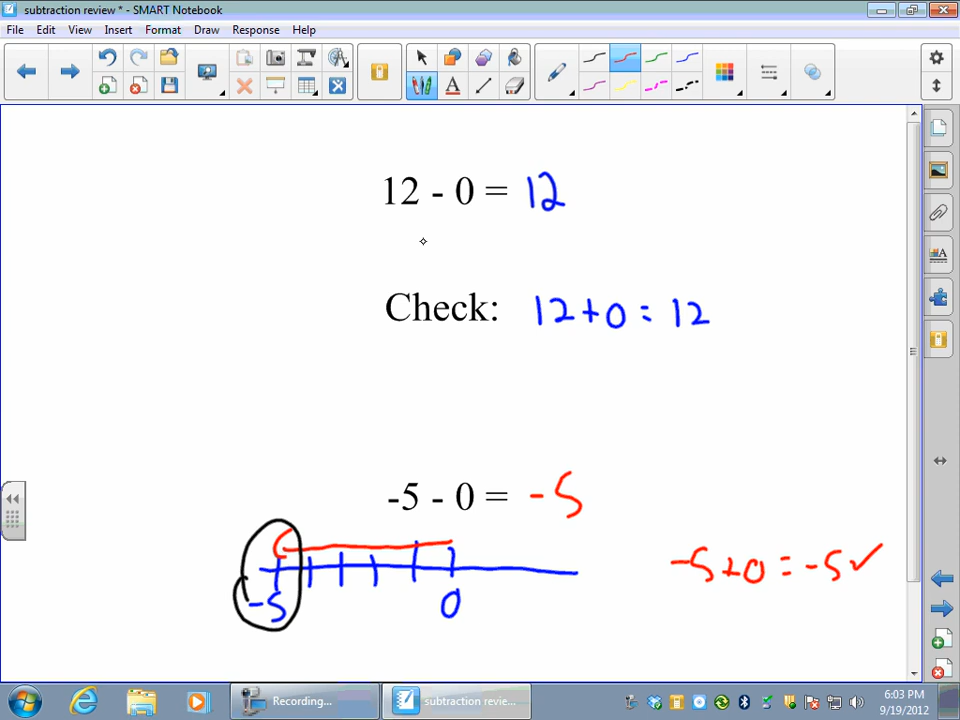 subtraction review * - SMART Notebook
File Edit View Insert Format Draw Response Help
12 - 0 = 12
Check: 12+0 = 12
-5 - 0 = -5
-5+0 = -5 ✓
-5 0
Recording... subtraction revie...
6:03 PM
9/19/2012